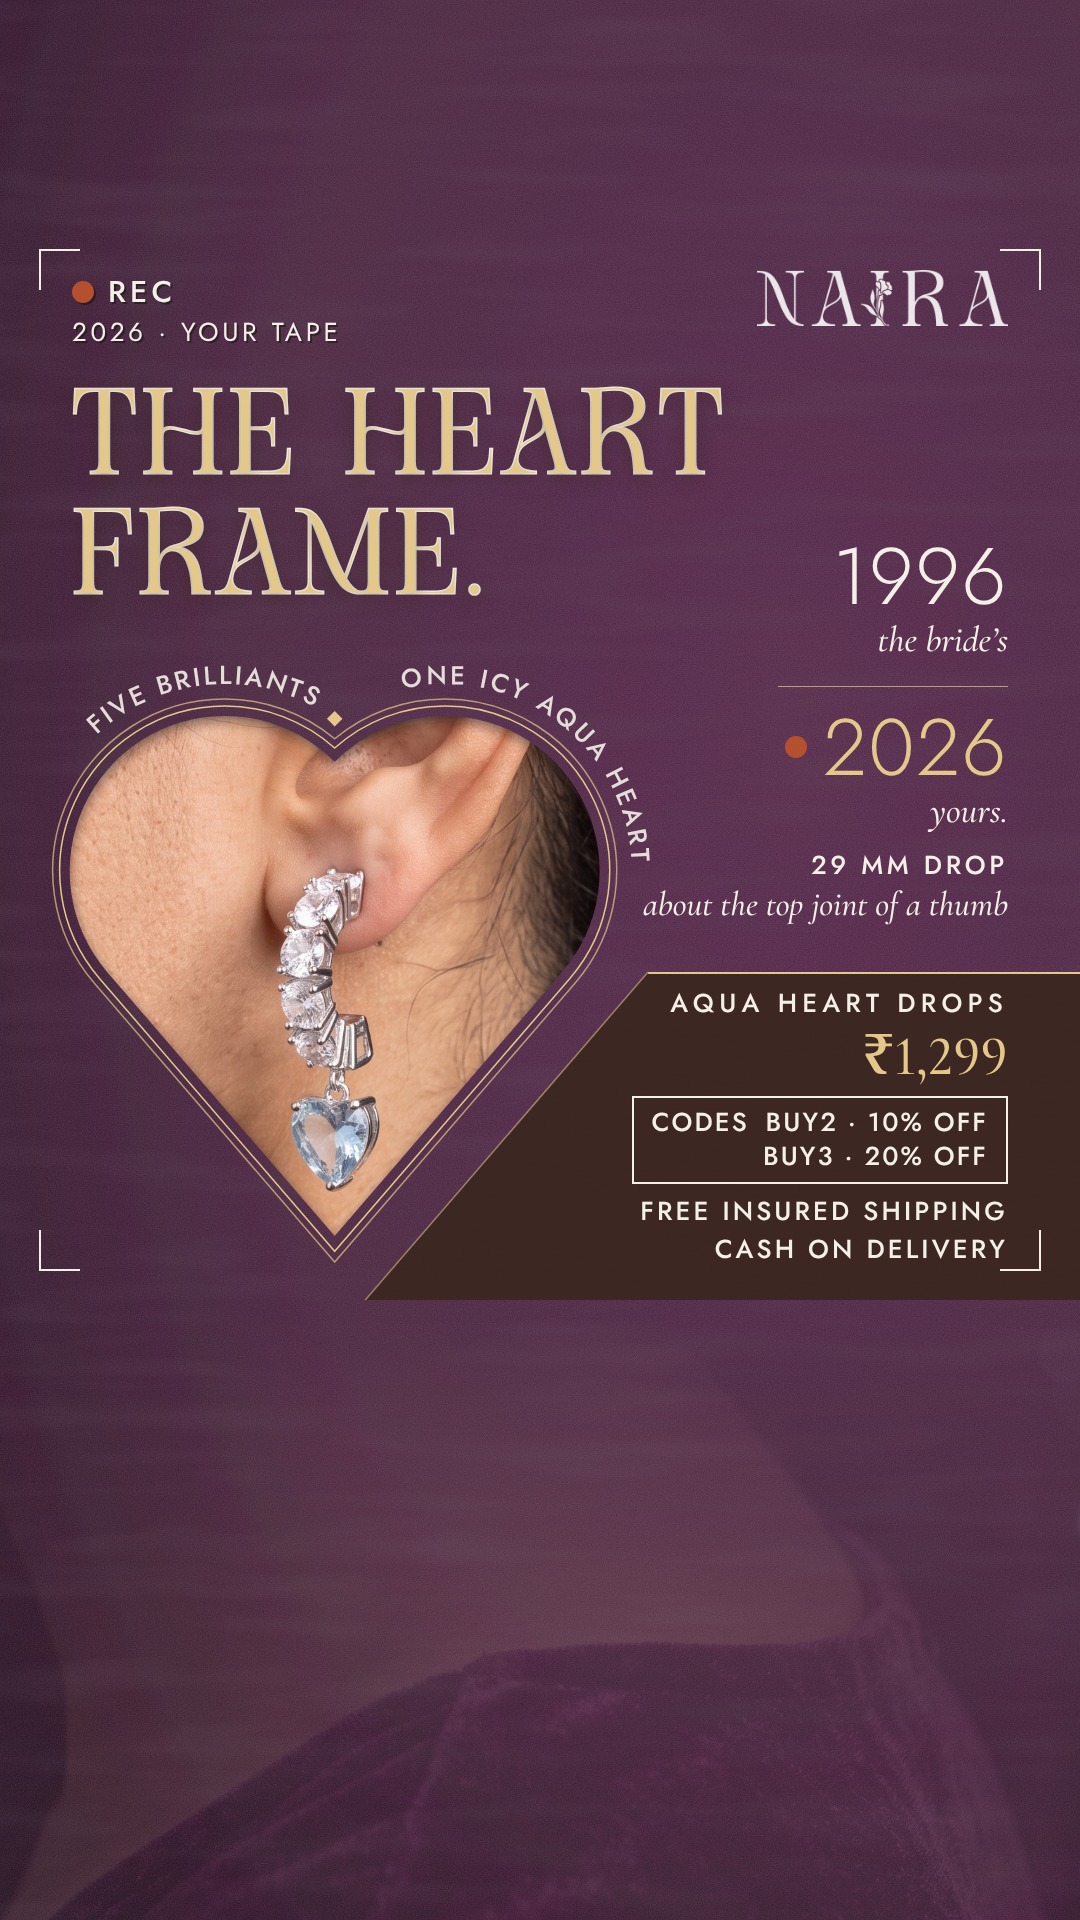 REC
2026 · YOUR TAPE
NAIRA
THE HEART
FRAME.
1996
the bride's
2026
yours.
29 MM DROP
about the top joint of a thumb
FIVE BRILLIANTS
ONE ICY AQUA HEART
AQUA HEART DROPS
₹1,299
CODES BUY2 · 10% OFF
BUY3 · 20% OFF
FREE INSURED SHIPPING
CASH ON DELIVERY